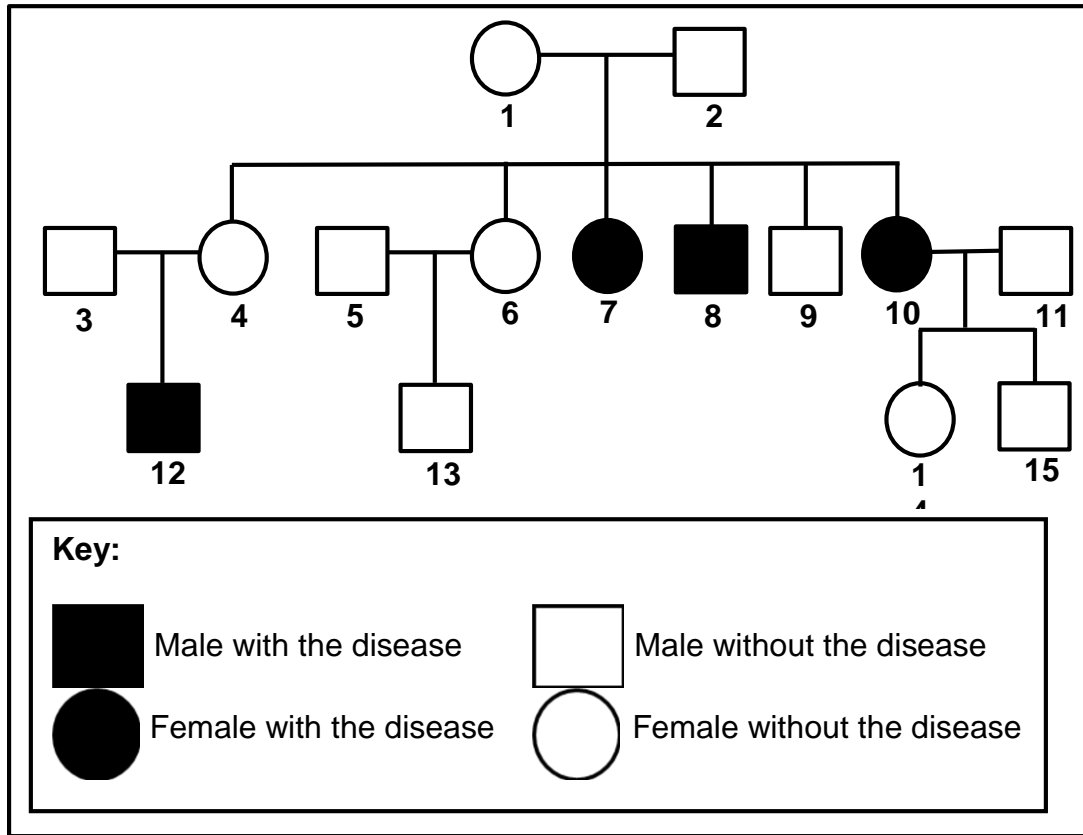 1 2
3 4 5 6 7 8 9 10 11
12 13 1 15
Key:
Male with the disease Male without the disease
Female with the disease Female without the disease